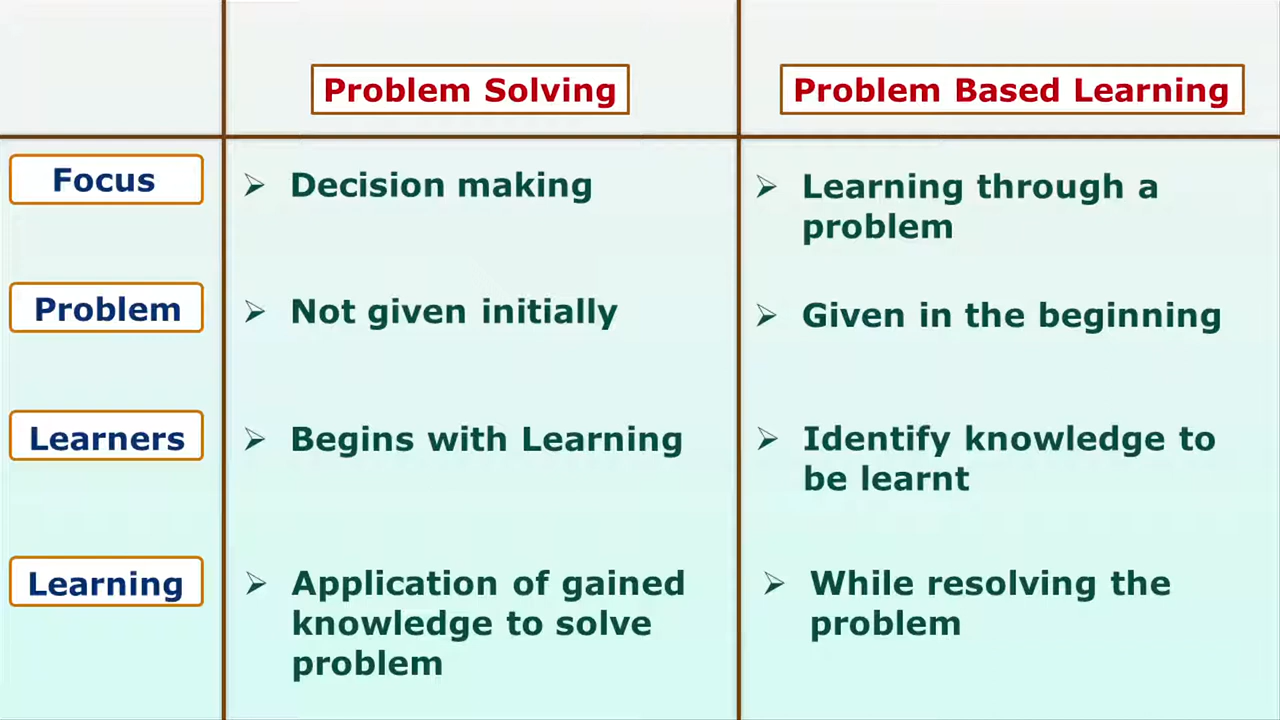 Problem Solving
Problem Based Learning
Focus
Decision making
Learning through a
problem
Problem
Not given initially
Given in the beginning
Learners
Begins with Learning
Identify knowledge to
be learnt
Learning
Application of gained
knowledge to solve
problem
While resolving the
problem